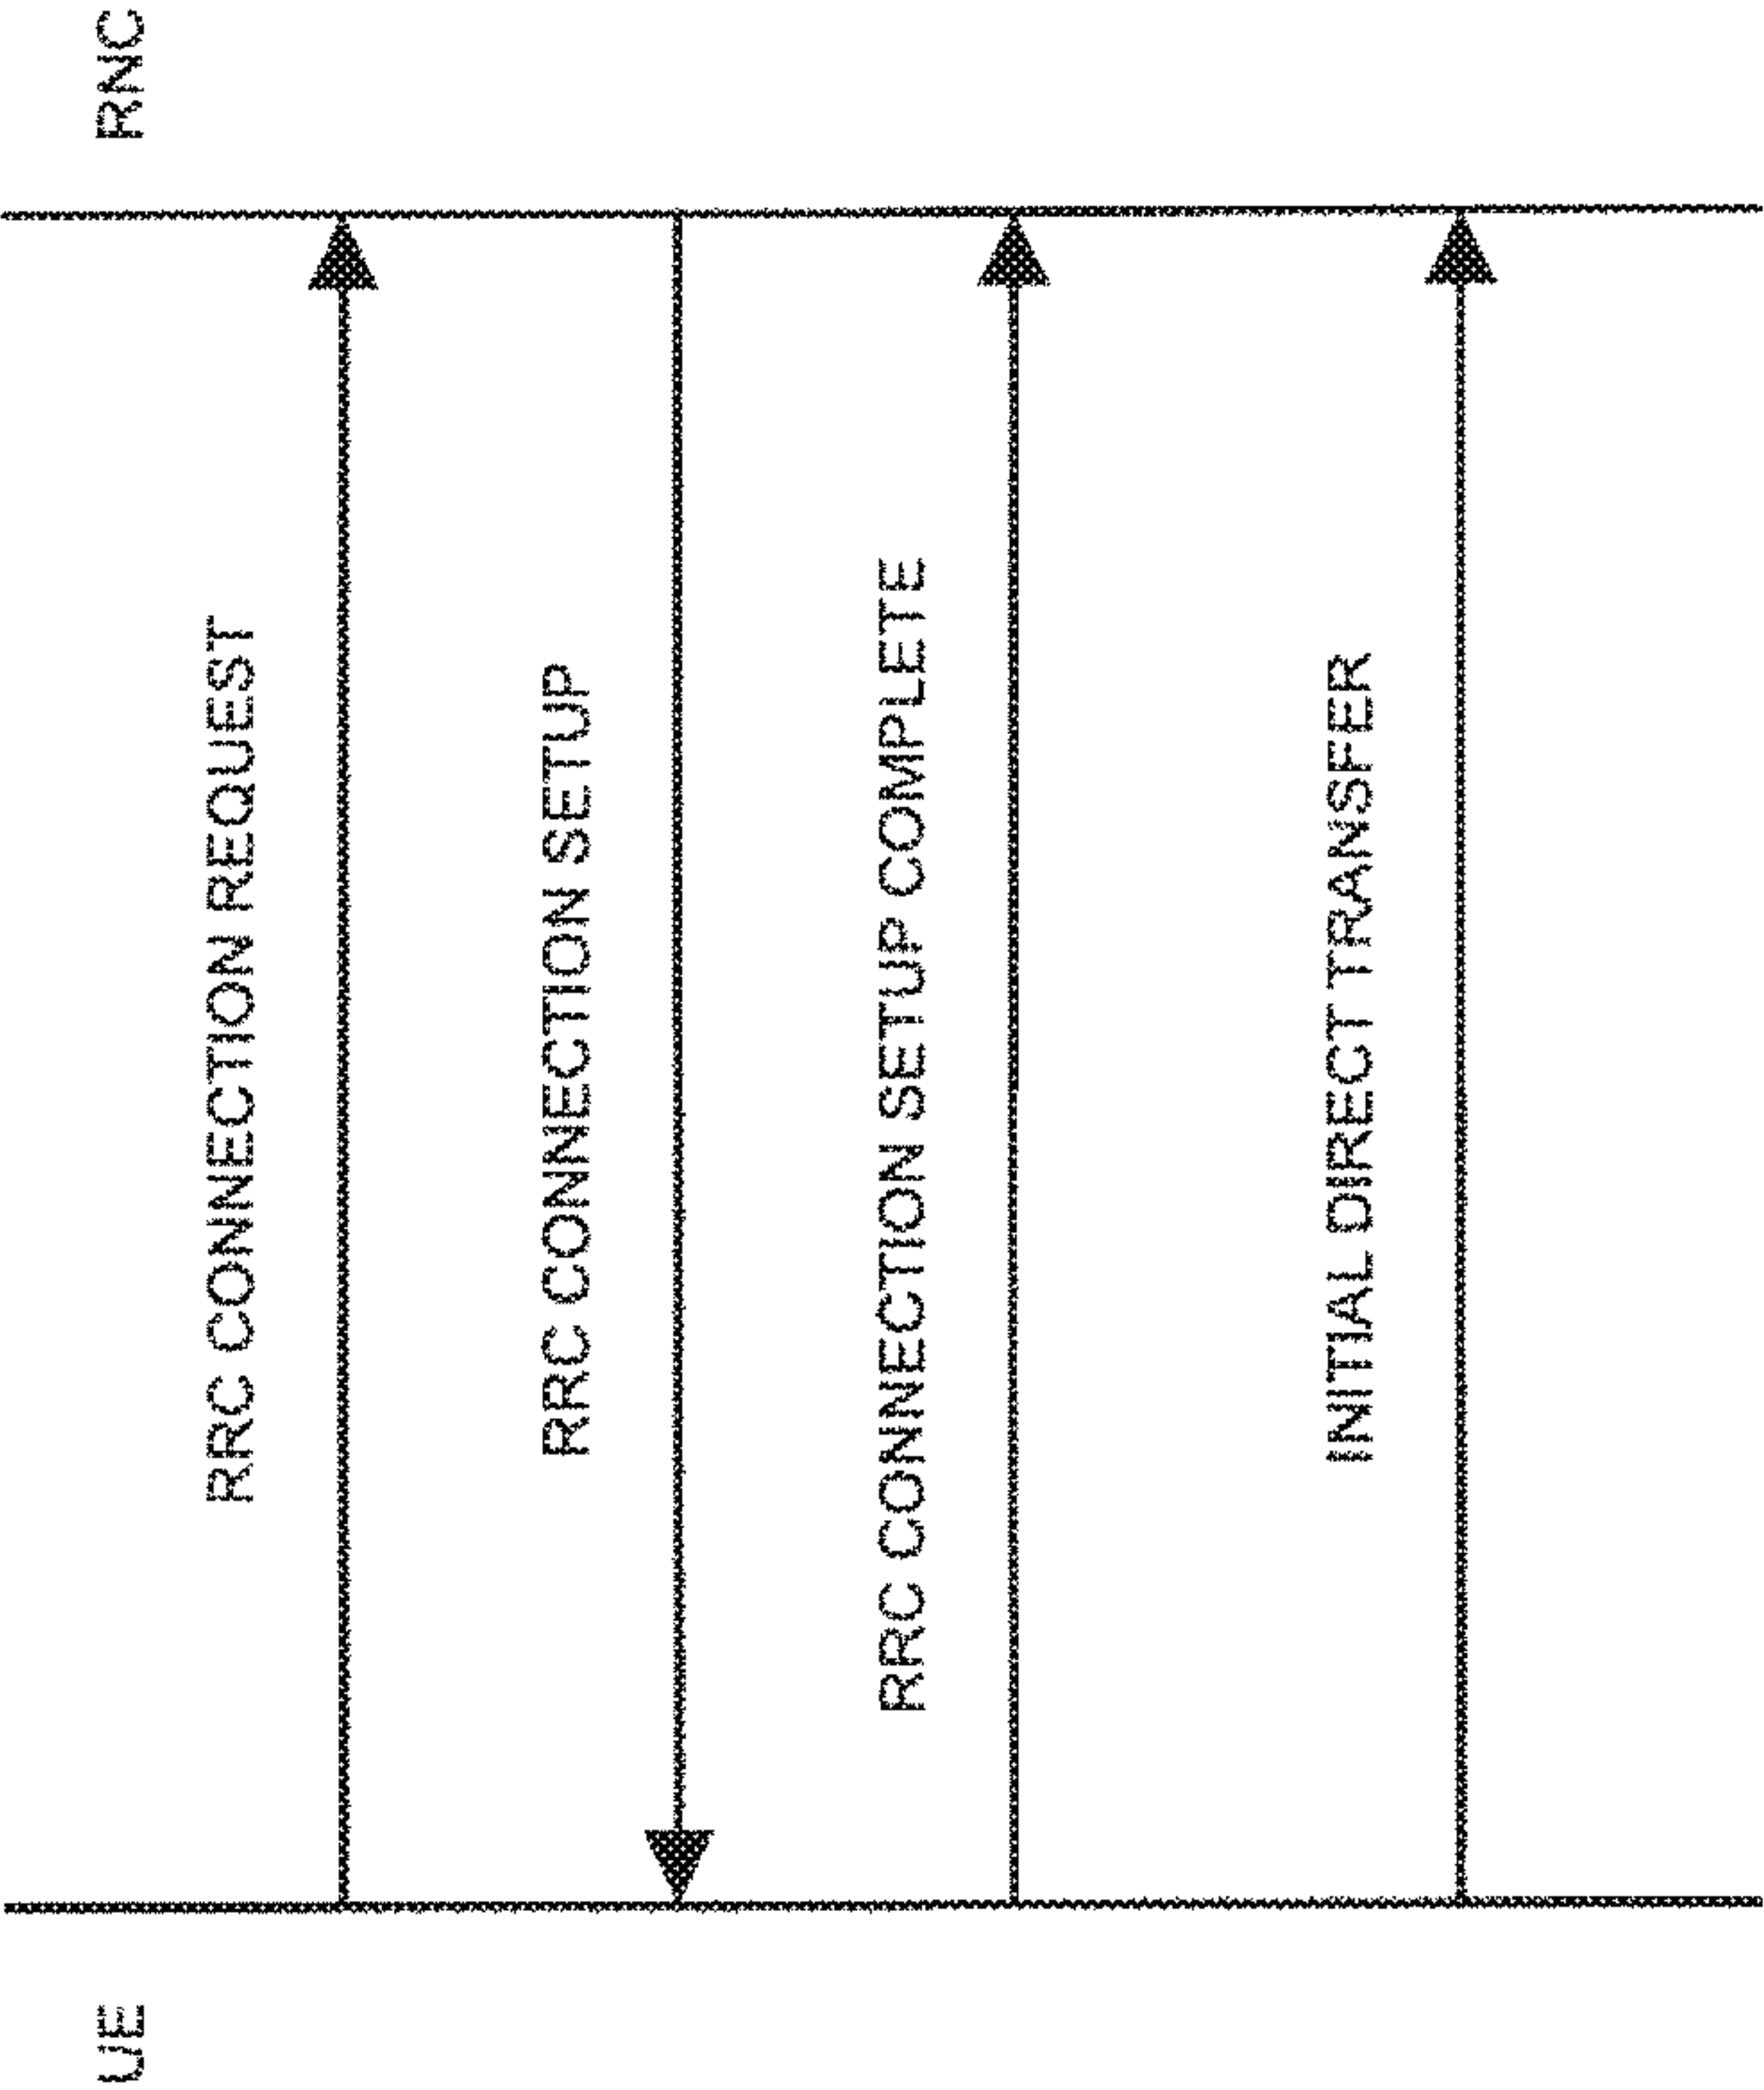 UE
RNC
RRC CONNECTION REQUEST
RRC CONNECTION SETUP
RRC CONNECTION SETUP COMPLETE
INITIAL DIRECT TRANSFER